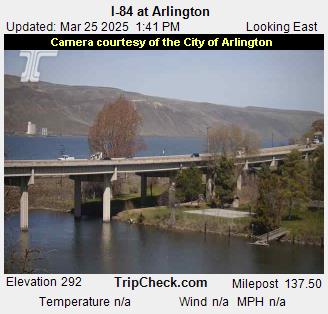 I-84 at Arlington
Updated: Mar 25 2025 1:41 PM Looking East
Camera courtesy of the City of Arlington
Elevation 292 TripCheck.com Milepost 137.50
Temperature n/a Wind n/a MPH n/a